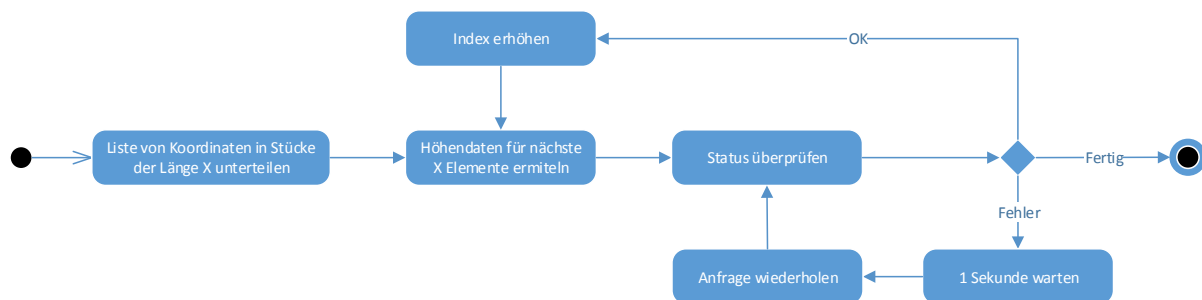 Index erhöhen
OK
Liste von Koordinaten in Stücke
der Länge X unterteilen
Höhendaten für nächste
X Elemente ermiteln
Status überprüfen
Fertig
Fehler
Anfrage wiederholen
1 Sekunde warten